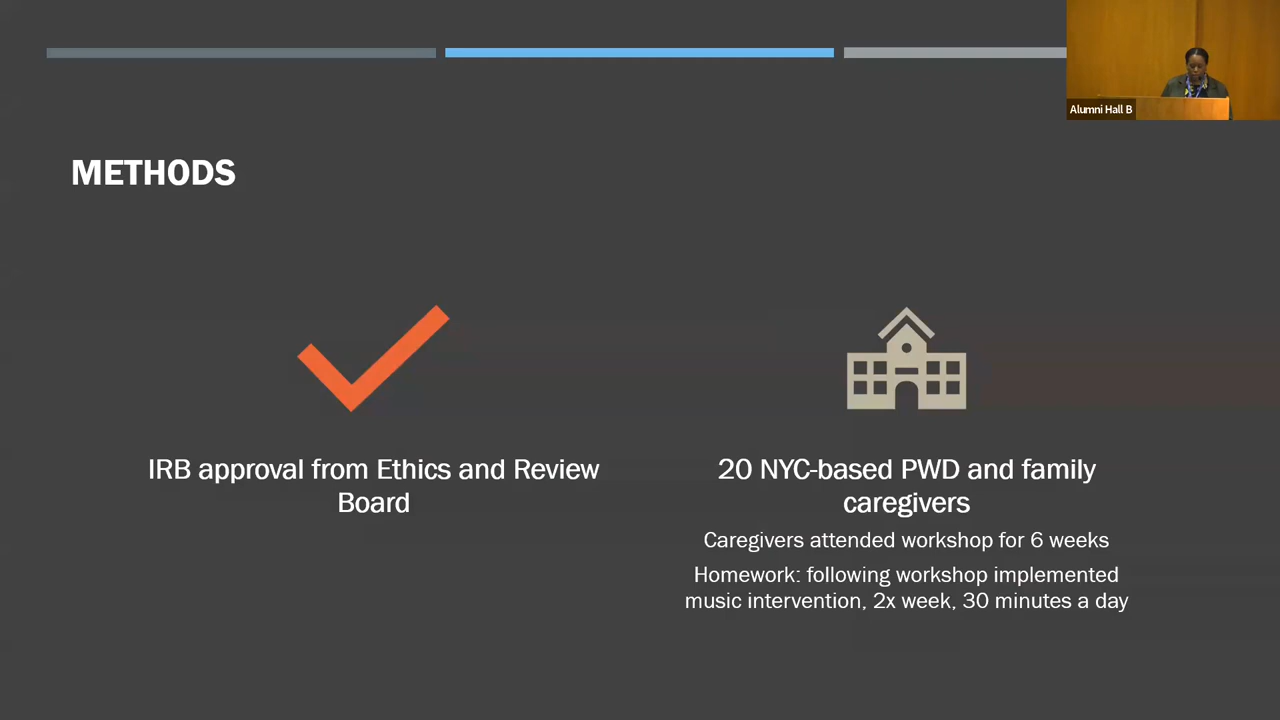 Alumni Hall B
METHODS
IRB approval from Ethics and Review
Board
20 NYC-based PWD and family
caregivers
Caregivers attended workshop for 6 weeks
Homework: following workshop implemented
music intervention, 2x week, 30 minutes a day